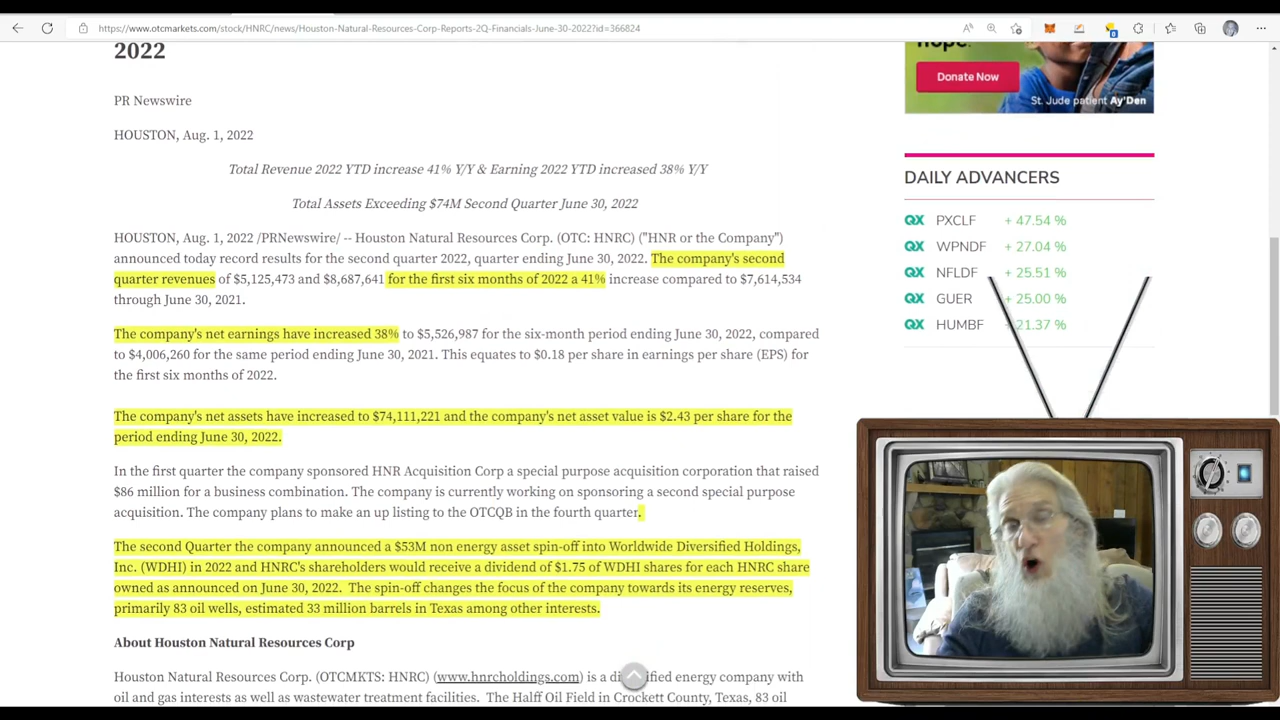 https://www.otcmarkets.com/stock/HNRC/news/Houston-Natural-Resources-Corp-Reports-2Q-Financials-June-30-2022?id=366824
2022
PR Newswire
HOUSTON, Aug. 1, 2022
Total Revenue 2022 YTD increase 41% Y/Y & Earning 2022 YTD increased 38% Y/Y
Total Assets Exceeding $74M Second Quarter June 30, 2022
HOUSTON, Aug. 1, 2022 /PRNewswire/ -- Houston Natural Resources Corp. (OTC: HNRC) ("HNR or the Company")
announced today record results for the second quarter 2022, quarter ending June 30, 2022. The company's second
quarter revenues of $5,125,473 and $8,687,641 for the first six months of 2022 a 41% increase compared to $7,614,534
through June 30, 2021.
The company's net earnings have increased 38% to $5,526,987 for the six-month period ending June 30, 2022, compared
to $4,006,260 for the same period ending June 30, 2021. This equates to $0.18 per share in earnings per share (EPS) for
the first six months of 2022.
The company's net assets have increased to $74,111,221 and the company's net asset value is $2.43 per share for the
period ending June 30, 2022.
In the first quarter the company sponsored HNR Acquisition Corp a special purpose acquisition corporation that raised
$86 million for a business combination. The company is currently working on sponsoring a second special purpose
acquisition. The company plans to make an up listing to the OTCQB in the fourth quarter.
The second Quarter the company announced a $53M non energy asset spin-off into Worldwide Diversified Holdings,
Inc. (WDHI) in 2022 and HNRC's shareholders would receive a dividend of $1.75 of WDHI shares for each HNRC share
owned as announced on June 30, 2022. The spin-off changes the focus of the company towards its energy reserves,
primarily 83 oil wells, estimated 33 million barrels in Texas among other interests.
About Houston Natural Resources Corp
Houston Natural Resources Corp. (OTCMKTS: HNRC) (www.hnrcholdings.com) is a diversified energy company with
oil and gas interests as well as wastewater treatment facilities. The Halff Oil Field in Crockett County, Texas, 83 oil
hope.
Donate Now
St. Jude patient Ay'Den
DAILY ADVANCERS
QX PXCLF + 47.54 %
QX WPNDF + 27.04 %
QX NFLDF + 25.51 %
QX GUER + 25.00 %
QX HUMBF + 21.37 %